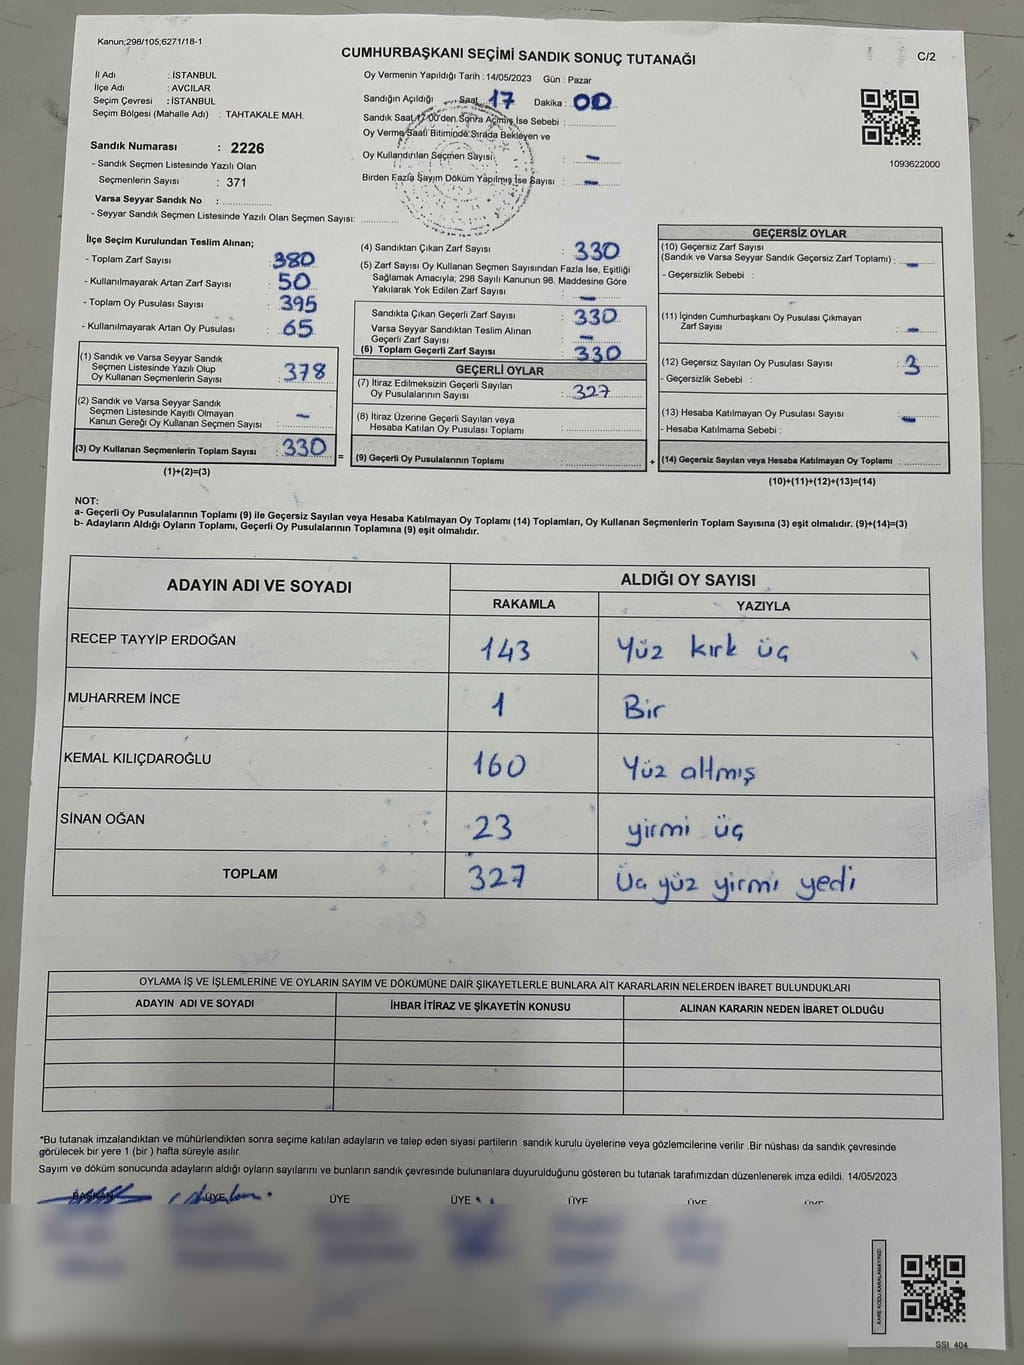 Kanun;298/105;6271/18-1
CUMHURBAŞKANI SEÇİMİ SANDIK SONUÇ TUTANAĞI
C/2
İl Adı : İSTANBUL
İlçe Adı : AVCILAR
Seçim Çevresi : İSTANBUL
Seçim Bölgesi (Mahalle Adı) : TAHTAKALE MAH.
Sandık Numarası : 2226
- Sandık Seçmen Listesinde Yazılı Olan
Seçmenlerin Sayısı : 371
Varsa Seyyar Sandık No :
- Seyyar Sandık Seçmen Listesinde Yazılı Olan Seçmen Sayısı:
Oy Vermenin Yapıldığı Tarih : 14/05/2023 Gün : Pazar
Sandığın Açıldığı Saat 17 Dakika : 00
Sandık Saat 17:00'den Sonra Açılmış İse Sebebi :
Oy Verme Saati Bitiminde Sırada Bekleyen ve
Oy Kullandırılan Seçmen Sayısı : -
Birden Fazla Sayım Döküm Yapılmış İse Sayısı : -
1093622000
İlçe Seçim Kurulundan Teslim Alınan;
- Toplam Zarf Sayısı : 380
- Kullanılmayarak Artan Zarf Sayısı : 50
- Toplam Oy Pusulası Sayısı : 395
- Kullanılmayarak Artan Oy Pusulası : 65
(1) Sandık ve Varsa Seyyar Sandık
Seçmen Listesinde Yazılı Olup
Oy Kullanan Seçmenlerin Sayısı : 378
(2) Sandık ve Varsa Seyyar Sandık
Seçmen Listesinde Kayıtlı Olmayan
Kanun Gereği Oy Kullanan Seçmen Sayısı : -
(3) Oy Kullanan Seçmenlerin Toplam Sayısı : 330
(1)+(2)=(3)
(4) Sandıktan Çıkan Zarf Sayısı : 330
(5) Zarf Sayısı Oy Kullanan Seçmen Sayısından Fazla İse, Eşitliği
Sağlamak Amacıyla; 298 Sayılı Kanunun 98. Maddesine Göre
Yakılarak Yok Edilen Zarf Sayısı : -
Sandıkta Çıkan Geçerli Zarf Sayısı : 330
Varsa Seyyar Sandıktan Teslim Alınan
Geçerli Zarf Sayısı : -
(6) Toplam Geçerli Zarf Sayısı : 330
GEÇERLİ OYLAR
(7) İtiraz Edilmeksizin Geçerli Sayılan
Oy Pusulalarının Sayısı : 327
(8) İtiraz Üzerine Geçerli Sayılan veya
Hesaba Katılan Oy Pusulası Toplamı :
= (9) Geçerli Oy Pusulalarının Toplamı :
GEÇERSİZ OYLAR
(10) Geçersiz Zarf Sayısı
(Sandık ve Varsa Seyyar Sandık Geçersiz Zarf Toplamı) : -
- Geçersizlik Sebebi :
(11) İçinden Cumhurbaşkanı Oy Pusulası Çıkmayan
Zarf Sayısı : -
(12) Geçersiz Sayılan Oy Pusulası Sayısı : 3
- Geçersizlik Sebebi :
(13) Hesaba Katılmayan Oy Pusulası Sayısı : -
- Hesaba Katılmama Sebebi :
+ (14) Geçersiz Sayılan veya Hesaba Katılmayan Oy Toplamı :
(10)+(11)+(12)+(13)=(14)
NOT:
a- Geçerli Oy Pusulalarının Toplamı (9) ile Geçersiz Sayılan veya Hesaba Katılmayan Oy Toplamı (14) Toplamları, Oy Kullanan Seçmenlerin Toplam Sayısına (3) eşit olmalıdır. (9)+(14)=(3)
b- Adayların Aldığı Oyların Toplamı, Geçerli Oy Pusulalarının Toplamına (9) eşit olmalıdır.
ADAYIN ADI VE SOYADI
ALDIĞI OY SAYISI
RAKAMLA YAZIYLA
RECEP TAYYİP ERDOĞAN 143 Yüz kırk üç
MUHARREM İNCE 1 Bir
KEMAL KILIÇDAROĞLU 160 Yüz altmış
SİNAN OĞAN 23 yirmi üç
TOPLAM 327 Üç yüz yirmi yedi
OYLAMA İŞ VE İŞLEMLERİNE VE OYLARIN SAYIM VE DÖKÜMÜNE DAİR ŞİKAYETLERLE BUNLARA AİT KARARLARIN NELERDEN İBARET BULUNDUKLARI
ADAYIN ADI VE SOYADI İHBAR İTİRAZ VE ŞİKAYETİN KONUSU ALINAN KARARIN NEDEN İBARET OLDUĞU
*Bu tutanak imzalandıktan ve mühürlendikten sonra seçime katılan adayların ve talep eden siyasi partilerin sandık kurulu üyelerine veya gözlemcilerine verilir .Bir nüshası da sandık çevresinde
görülecek bir yere 1 (bir ) hafta süreyle asılır.
Sayım ve döküm sonucunda adayların aldığı oyların sayılarını ve bunların sandık çevresinde bulunanlara duyurulduğunu gösteren bu tutanak tarafımızdan düzenlenerek imza edildi. 14/05/2023
BAŞKAN ÜYE ÜYE ÜYE ÜYE ÜYE ÜYE
KARE KODU KARALAMAYINIZ!
SSI_404